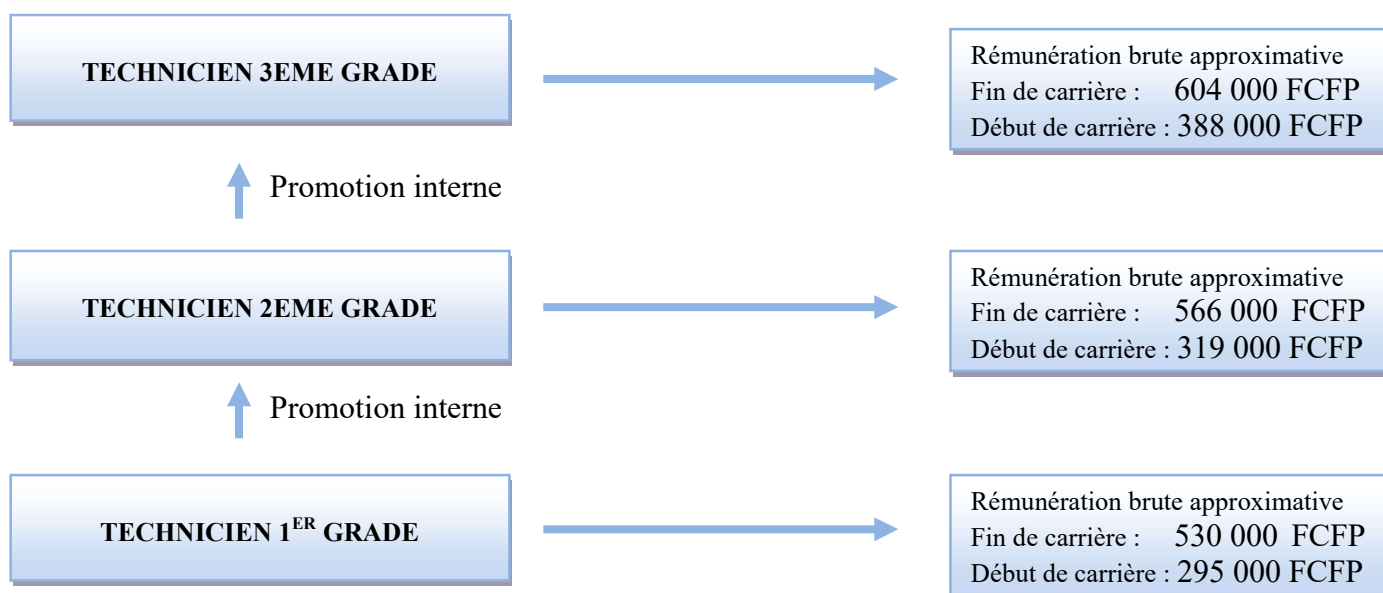 TECHNICIEN 3EME GRADE
Rémunération brute approximative
Fin de carrière : 604 000 FCFP
Début de carrière : 388 000 FCFP
Promotion interne
TECHNICIEN 2EME GRADE
Rémunération brute approximative
Fin de carrière : 566 000 FCFP
Début de carrière : 319 000 FCFP
Promotion interne
TECHNICIEN 1ER GRADE
Rémunération brute approximative
Fin de carrière : 530 000 FCFP
Début de carrière : 295 000 FCFP